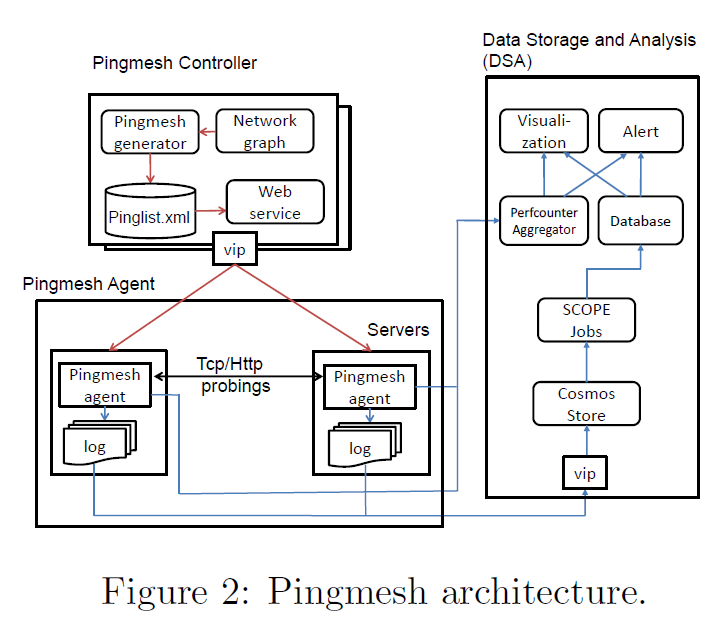 Pingmesh Controller
Pingmesh
generator
Network
graph
Pinglist.xml
Web
service
vip
Pingmesh Agent
Servers
Pingmesh
agent
log
Tcp/Http
probings
Pingmesh
agent
log
Data Storage and Analysis
(DSA)
Visuali-
zation
Alert
Perfcounter
Aggregator
Database
SCOPE
Jobs
Cosmos
Store
vip
Figure 2: Pingmesh architecture.